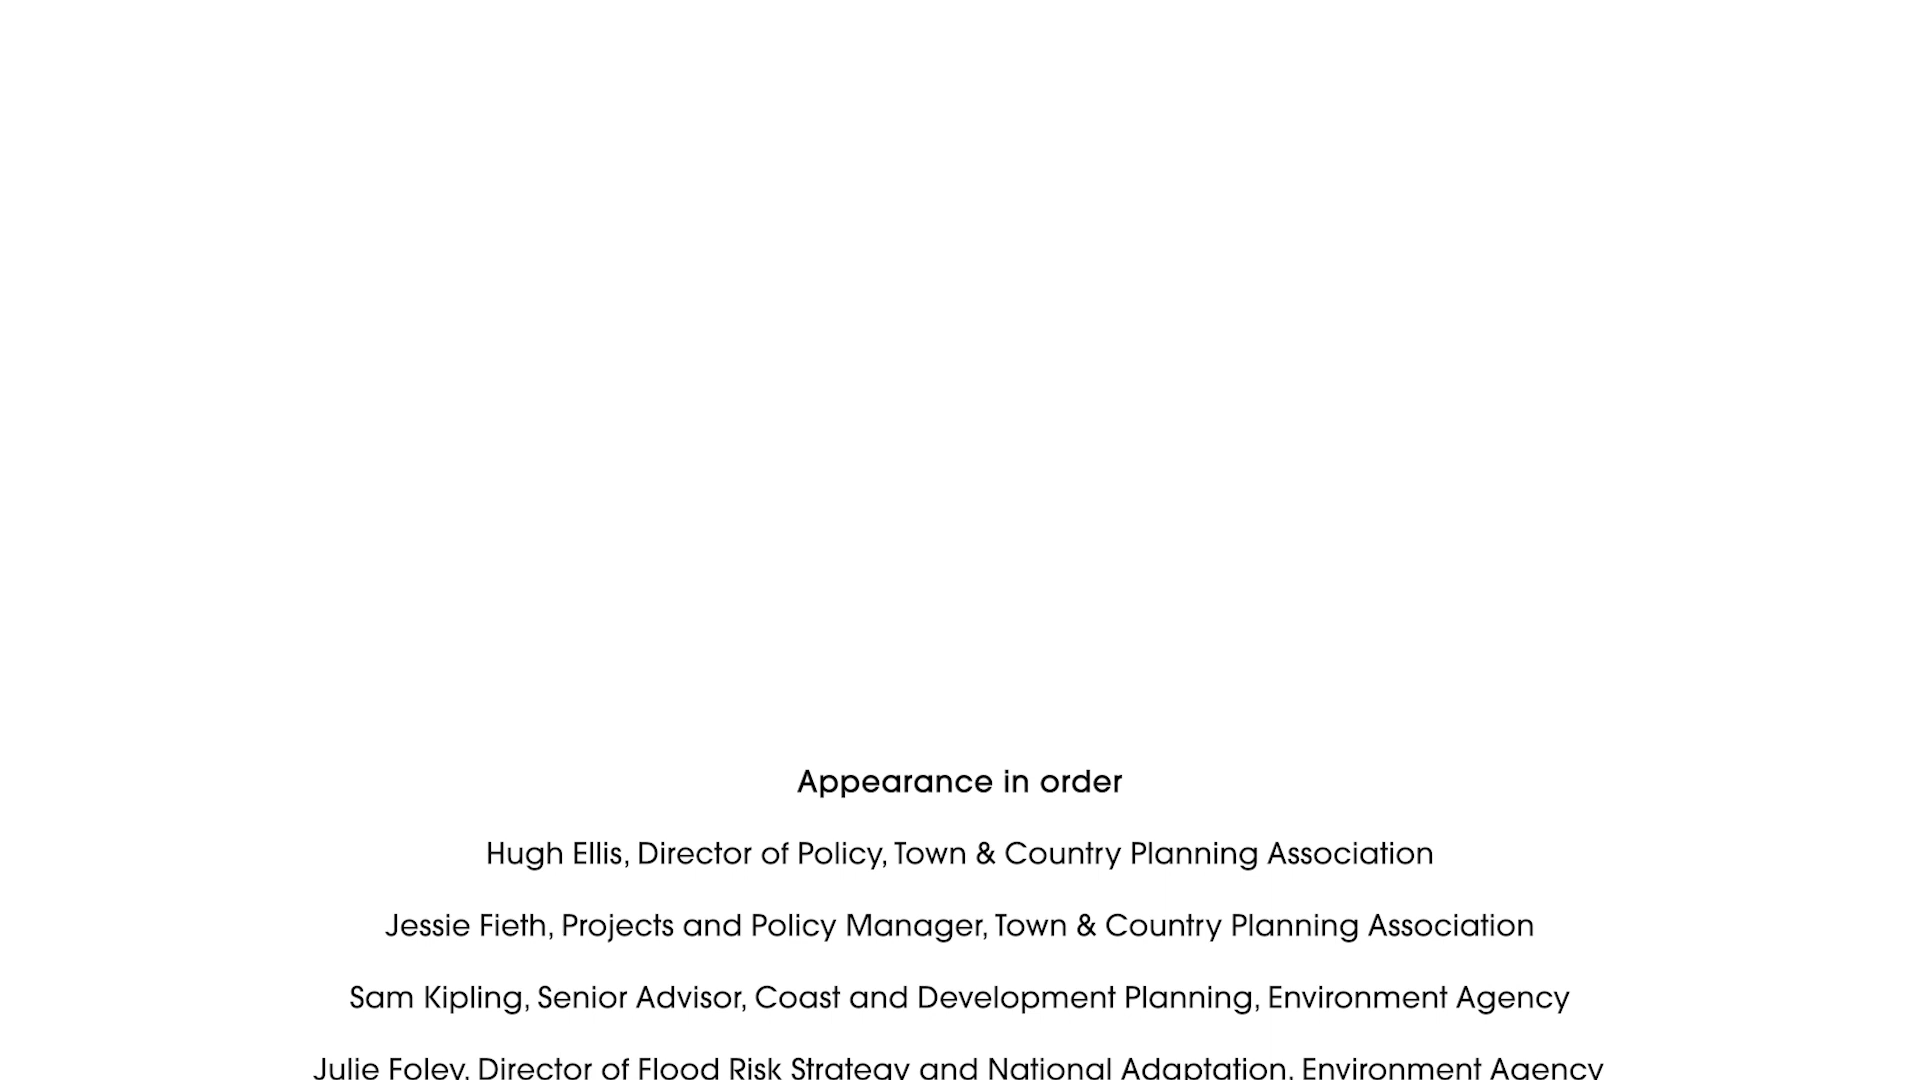 Appearance in order
Hugh Ellis, Director of Policy, Town & Country Planning Association
Jessie Fieth, Projects and Policy Manager, Town & Country Planning Association
Sam Kipling, Senior Advisor, Coast and Development Planning, Environment Agency
Julie Foley, Director of Flood Risk Strategy and National Adaptation, Environment Agency